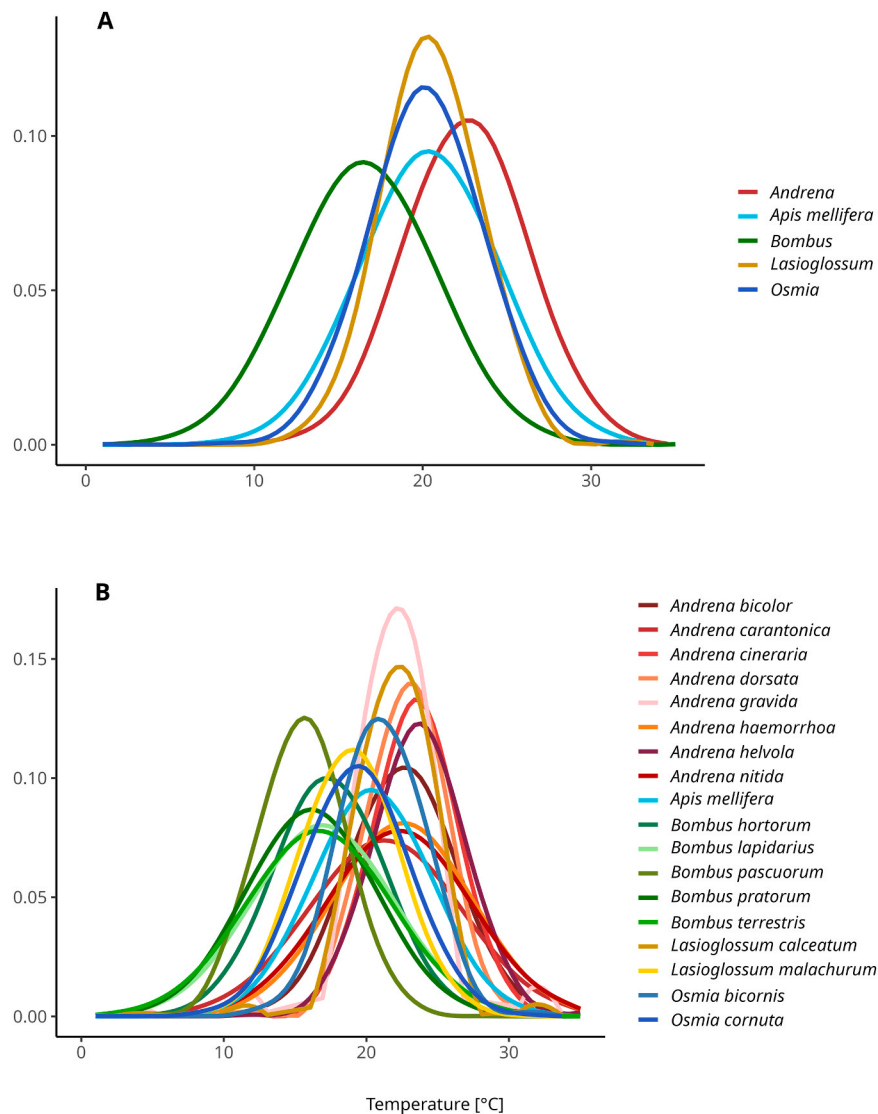 A
0.10
0.05
0.00
0 10 20 30
Andrena
Apis mellifera
Bombus
Lasioglossum
Osmia
B
0.15
0.10
0.05
0.00
0 10 20 30
Andrena bicolor
Andrena carantonica
Andrena cineraria
Andrena dorsata
Andrena gravida
Andrena haemorrhoa
Andrena helvola
Andrena nitida
Apis mellifera
Bombus hortorum
Bombus lapidarius
Bombus pascuorum
Bombus pratorum
Bombus terrestris
Lasioglossum calceatum
Lasioglossum malachurum
Osmia bicornis
Osmia cornuta
Temperature [°C]